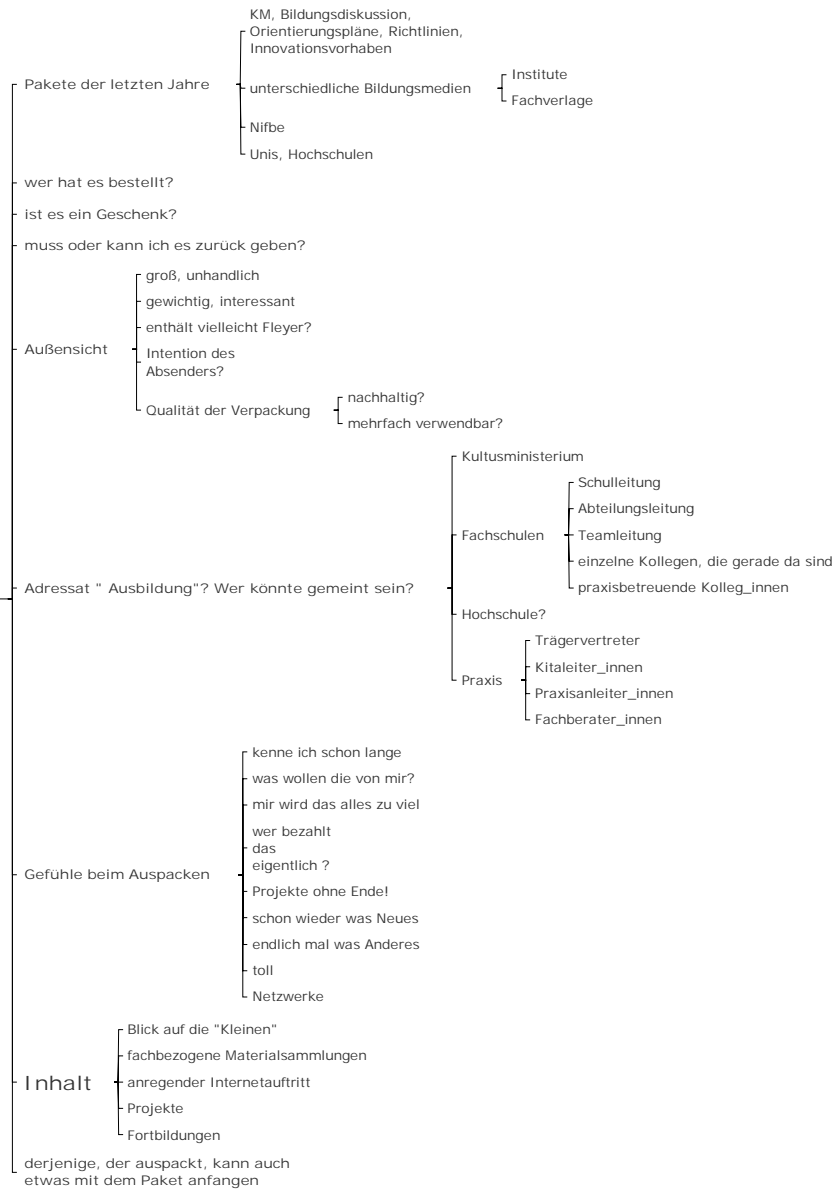 KM, Bildungsdiskussion,
Orientierungspläne, Richtlinien,
Innovationsvorhaben
Pakete der letzten Jahre
unterschiedliche Bildungsmedien
Institute
Fachverlage
Nifbe
Unis, Hochschulen
wer hat es bestellt?
ist es ein Geschenk?
muss oder kann ich es zurück geben?
Außensicht
groß, unhandlich
gewichtig, interessant
enthält vielleicht Fleyer?
Intention des
Absenders?
Qualität der Verpackung
nachhaltig?
mehrfach verwendbar?
Adressat " Ausbildung"? Wer könnte gemeint sein?
Kultusministerium
Fachschulen
Schulleitung
Abteilungsleitung
Teamleitung
einzelne Kollegen, die gerade da sind
praxisbetreuende Kolleg_innen
Hochschule?
Praxis
Trägervertreter
Kitaleiter_innen
Praxisanleiter_innen
Fachberater_innen
Gefühle beim Auspacken
kenne ich schon lange
was wollen die von mir?
mir wird das alles zu viel
wer bezahlt
das
eigentlich ?
Projekte ohne Ende!
schon wieder was Neues
endlich mal was Anderes
toll
Netzwerke
Inhalt
Blick auf die "Kleinen"
fachbezogene Materialsammlungen
anregender Internetauftritt
Projekte
Fortbildungen
derjenige, der auspackt, kann auch
etwas mit dem Paket anfangen